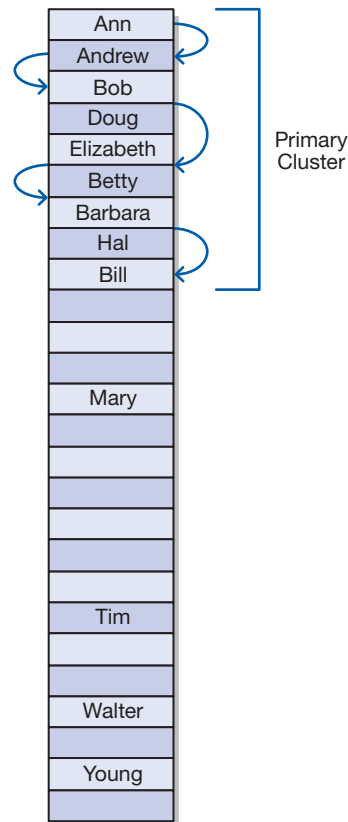 Ann
Andrew
Bob
Doug
Elizabeth
Betty
Barbara
Hal
Bill
Primary
Cluster
Mary
Tim
Walter
Young